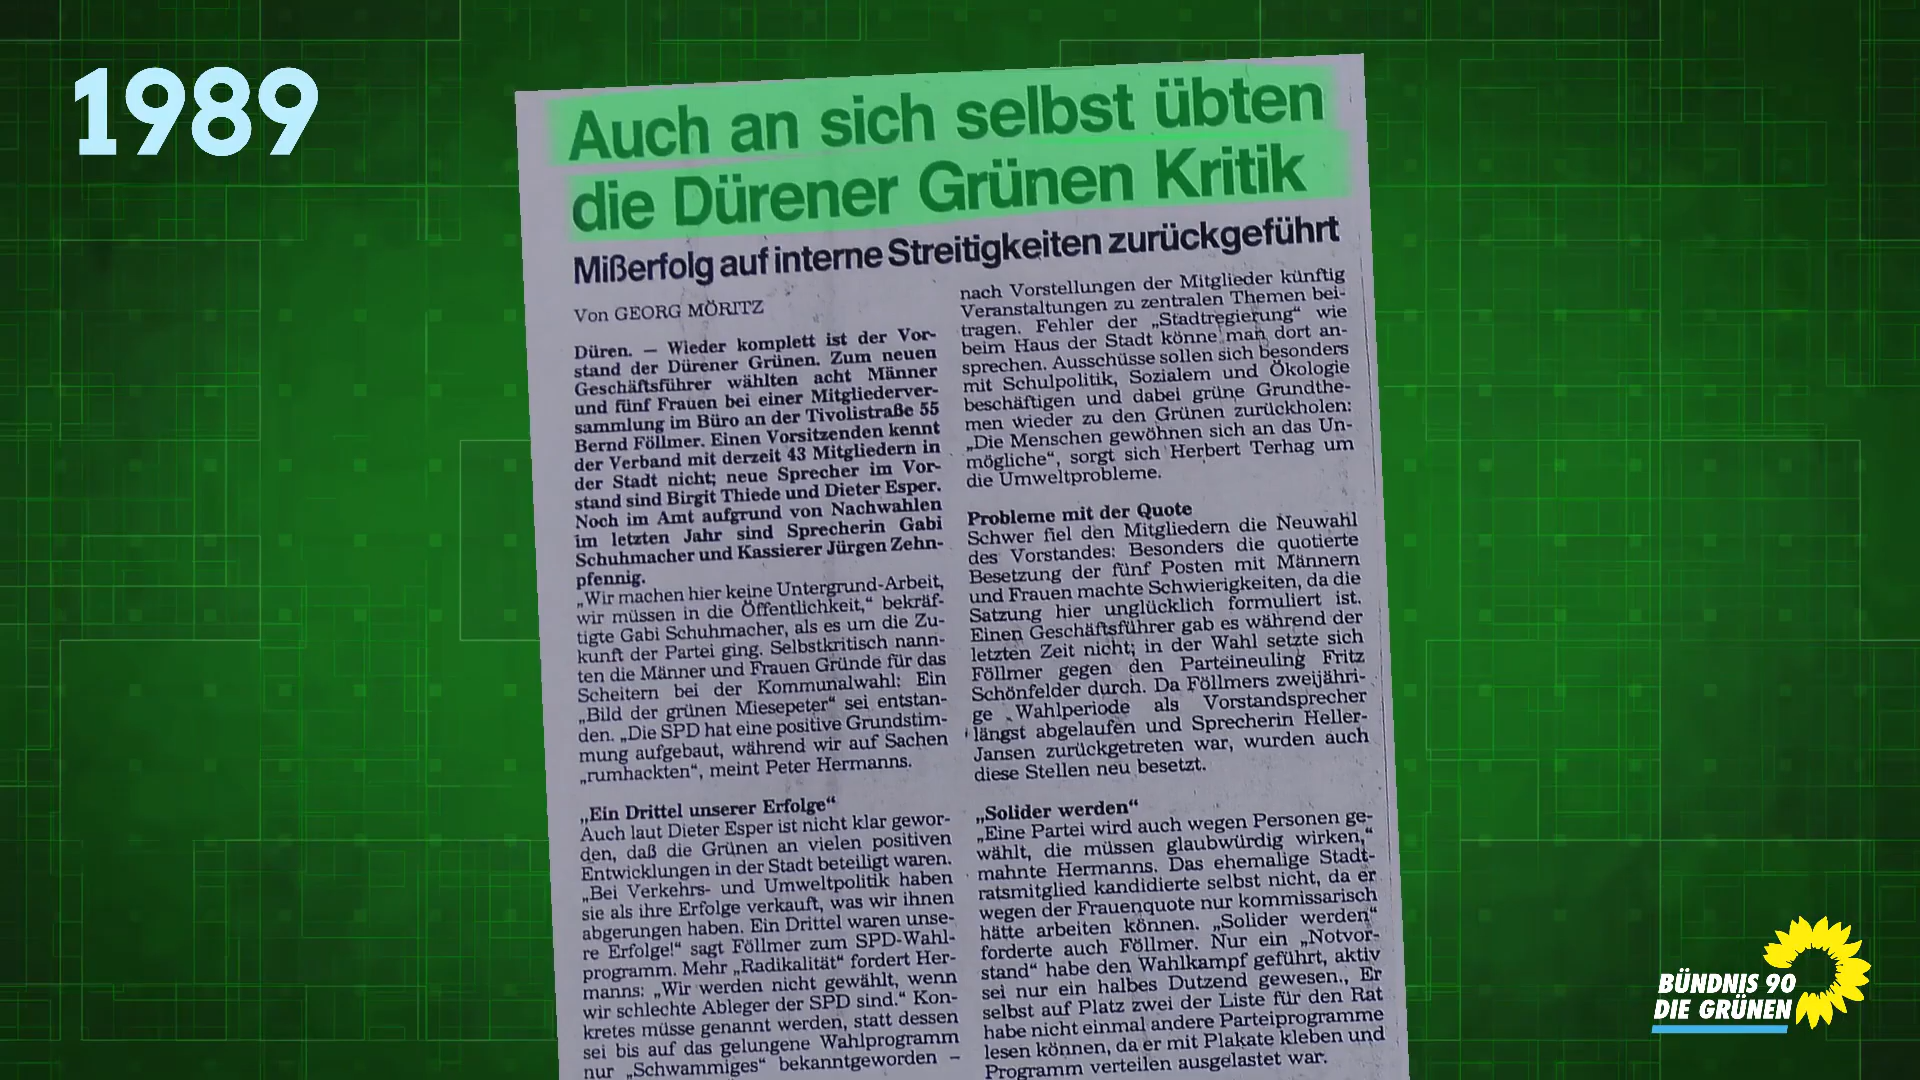 1989
Auch an sich selbst übten
die Dürener Grünen Kritik
Mißerfolg auf interne Streitigkeiten zurückgeführt
Von GEORG MÖRITZ
Düren. — Wieder komplett ist der Vor-
stand der Dürener Grünen. Zum neuen
Geschäftsführer wählten acht Männer
und fünf Frauen bei einer Mitgliederver-
sammlung im Büro an der Tivolistraße 55
Bernd Föllmer. Einen Vorsitzenden kennt
der Verband mit derzeit 43 Mitgliedern in
der Stadt nicht; neue Sprecher im Vor-
stand sind Birgit Thiede und Dieter Esper.
Noch im Amt aufgrund von Nachwahlen
im letzten Jahr sind Sprecherin Gabi
Schuhmacher und Kassierer Jürgen Zehn-
pfennig.
„Wir machen hier keine Untergrund-Arbeit,
wir müssen in die Öffentlichkeit,“ bekräf-
tigte Gabi Schuhmacher, als es um die Zu-
kunft der Partei ging. Selbstkritisch nann-
ten die Männer und Frauen Gründe für das
Scheitern bei der Kommunalwahl: Ein
„Bild der grünen Miesepeter“ sei entstan-
den. „Die SPD hat eine positive Grundstim-
mung aufgebaut, während wir auf Sachen
„rumhackten“, meint Peter Hermanns.
„Ein Drittel unserer Erfolge“
Auch laut Dieter Esper ist nicht klar gewor-
den, daß die Grünen an vielen positiven
Entwicklungen in der Stadt beteiligt waren.
„Bei Verkehrs- und Umweltpolitik haben
sie als ihre Erfolge verkauft, was wir ihnen
abgerungen haben. Ein Drittel waren unse-
re Erfolge!“ sagt Föllmer zum SPD-Wahl-
programm. Mehr „Radikalität“ fordert Her-
manns: „Wir werden nicht gewählt, wenn
wir schlechte Ableger der SPD sind.“ Kon-
kretes müsse genannt werden, statt dessen
sei bis auf das gelungene Wahlprogramm
nur „Schwammiges“ bekanntgeworden –
nach Vorstellungen der Mitglieder künftig
Veranstaltungen zu zentralen Themen bei-
tragen. Fehler der „Stadtregierung“ wie
beim Haus der Stadt könne man dort an-
sprechen. Ausschüsse sollen sich besonders
mit Schulpolitik, Sozialem und Ökologie
beschäftigen und dabei grüne Grundthe-
men wieder zu den Grünen zurückholen:
„Die Menschen gewöhnen sich an das Un-
mögliche“, sorgt sich Herbert Terhag um
die Umweltprobleme.
Probleme mit der Quote
Schwer fiel den Mitgliedern die Neuwahl
des Vorstandes: Besonders die quotierte
Besetzung der fünf Posten mit Männern
und Frauen machte Schwierigkeiten, da die
Satzung hier unglücklich formuliert ist.
Einen Geschäftsführer gab es während der
letzten Zeit nicht; in der Wahl setzte sich
Föllmer gegen den Parteineuling Fritz
Schönfelder durch. Da Föllmers zweijähri-
ge Wahlperiode als Vorstandsprecher
längst abgelaufen und Sprecherin Heller-
Jansen zurückgetreten war, wurden auch
diese Stellen neu besetzt.
„Solider werden“
„Eine Partei wird auch wegen Personen ge-
wählt, die müssen glaubwürdig wirken,“
mahnte Hermanns. Das ehemalige Stadt-
ratsmitglied kandidierte selbst nicht, da er
wegen der Frauenquote nur kommissarisch
hätte arbeiten können. „Solider werden“
forderte auch Föllmer. Nur ein „Notvor-
stand“ habe den Wahlkampf geführt, aktiv
sei nur ein halbes Dutzend gewesen., Er
selbst auf Platz zwei der Liste für den Rat
habe nicht einmal andere Parteiprogramme
lesen können, da er mit Plakate kleben und
Programm verteilen ausgelastet war.
BÜNDNIS 90
DIE GRÜNEN